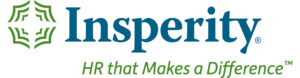 Insperity®
HR that Makes a Difference™